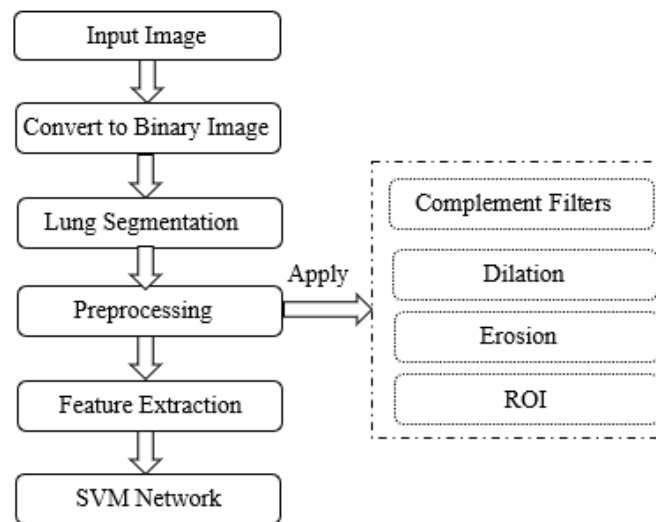 Input Image
Convert to Binary Image
Lung Segmentation
Preprocessing
Feature Extraction
SVM Network
Apply
Complement Filters
Dilation
Erosion
ROI